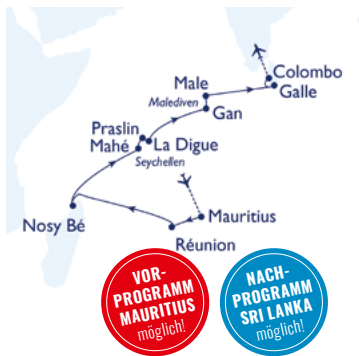 Colombo
Galle
Male
Malediven
Gan
Praslin
Mahé
La Digue
Seychellen
Nosy Bé
Mauritius
Réunion
VOR-
PROGRAMM
MAURITIUS
möglich!
NACH-
PROGRAMM
SRI LANKA
möglich!